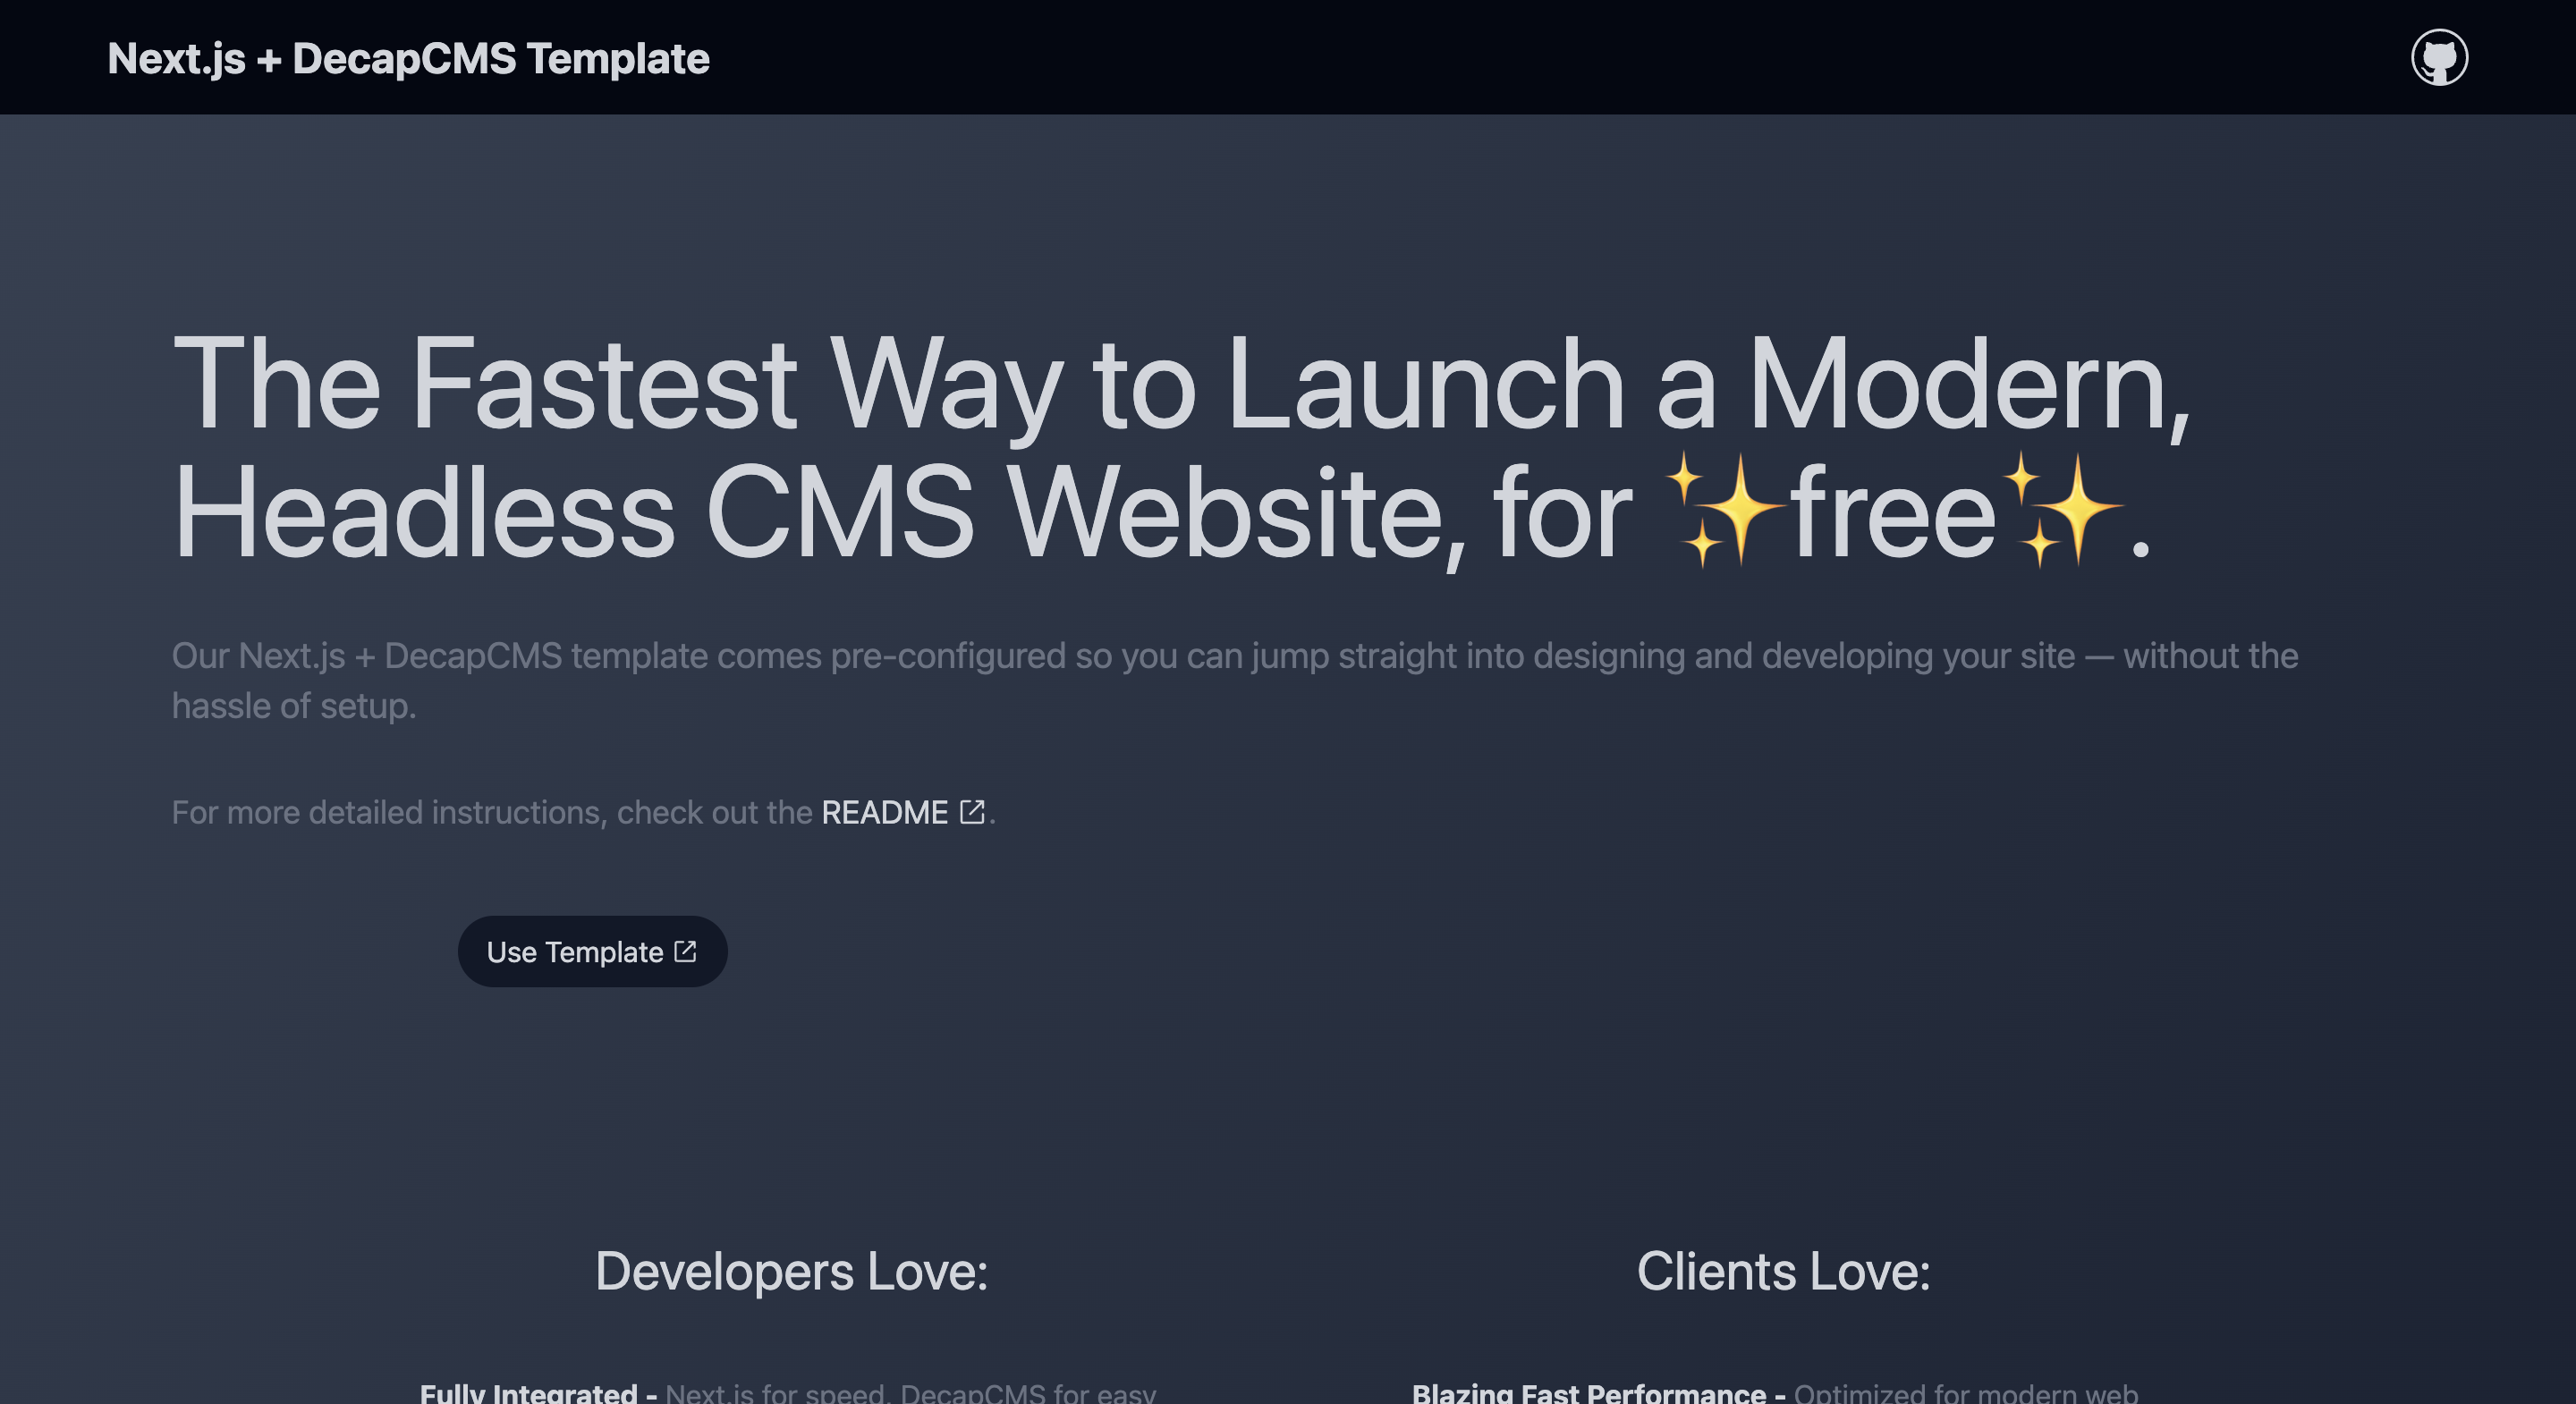 Next.js + DecapCMS Template
The Fastest Way to Launch a Modern,
Headless CMS Website, for ✨free✨.
Our Next.js + DecapCMS template comes pre-configured so you can jump straight into designing and developing your site — without the
hassle of setup.
For more detailed instructions, check out the README.
Use Template
Developers Love:
Clients Love:
Fully Integrated - Next.js for speed, DecapCMS for easy
Blazing Fast Performance - Optimized for modern web